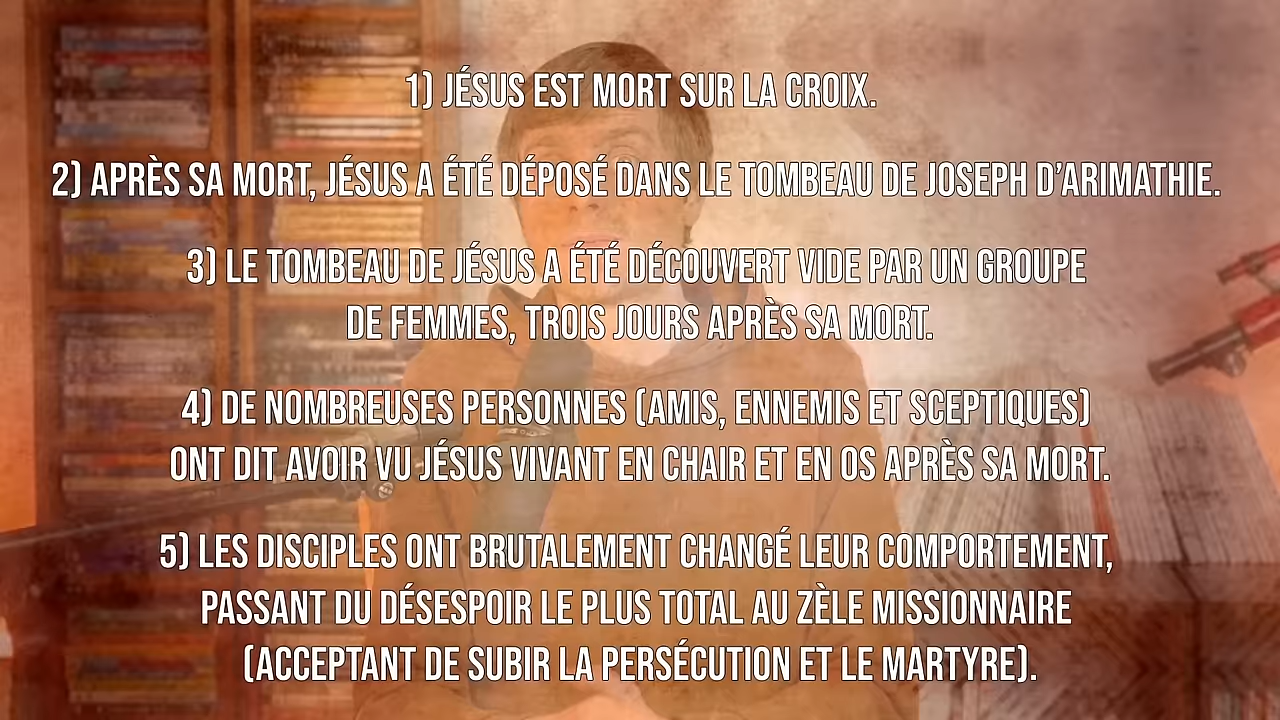 1) JÉSUS EST MORT SUR LA CROIX.
2) APRÈS SA MORT, JÉSUS A ÉTÉ DÉPOSÉ DANS LE TOMBEAU DE JOSEPH D'ARIMATHIE.
3) LE TOMBEAU DE JÉSUS A ÉTÉ DÉCOUVERT VIDE PAR UN GROUPE
DE FEMMES, TROIS JOURS APRÈS SA MORT.
4) DE NOMBREUSES PERSONNES (AMIS, ENNEMIS ET SCEPTIQUES)
ONT DIT AVOIR VU JÉSUS VIVANT EN CHAIR ET EN OS APRÈS SA MORT.
5) LES DISCIPLES ONT BRUTALEMENT CHANGÉ LEUR COMPORTEMENT,
PASSANT DU DÉSESPOIR LE PLUS TOTAL AU ZÈLE MISSIONNAIRE
(ACCEPTANT DE SUBIR LA PERSÉCUTION ET LE MARTYRE).